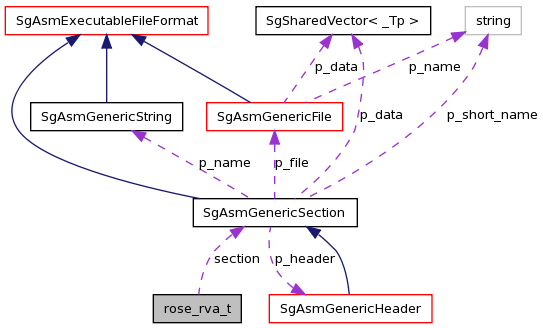 SgAsmExecutableFileFormat
SgSharedVector< _Tp >
string
p_data
p_name
SgAsmGenericString
SgAsmGenericFile
p_data
p_short_name
p_name
p_file
SgAsmGenericSection
section
p_header
rose_rva_t
SgAsmGenericHeader